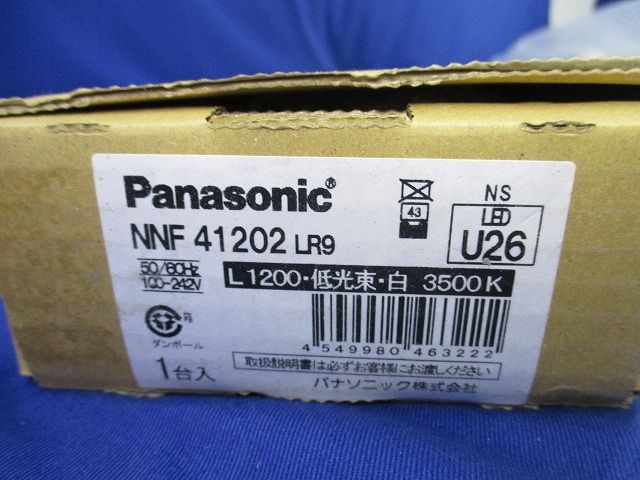 Panasonic®
NNF 41202 LR9
43
NS
LED
U26
50/60Hz
100-242V
L1200・低光束・白 3500K
4 549980 463222
紙
ダンボール
1台入
取扱説明書は必ずお客様にお渡しください
パナソニック株式会社